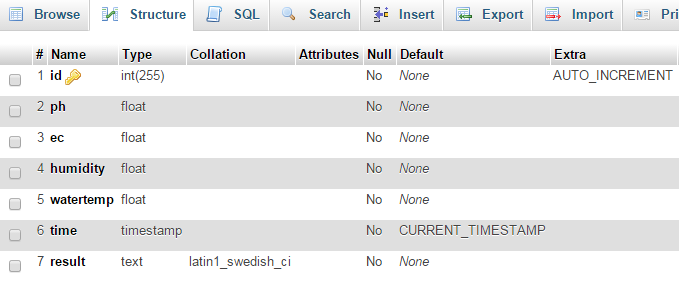 Browse Structure SQL Search Insert Export Import Pri
# Name Type Collation Attributes Null Default Extra
1 id int(255) No None AUTO_INCREMENT
2 ph float No None
3 ec float No None
4 humidity float No None
5 watertemp float No None
6 time timestamp No CURRENT_TIMESTAMP
7 result text latin1_swedish_ci No None